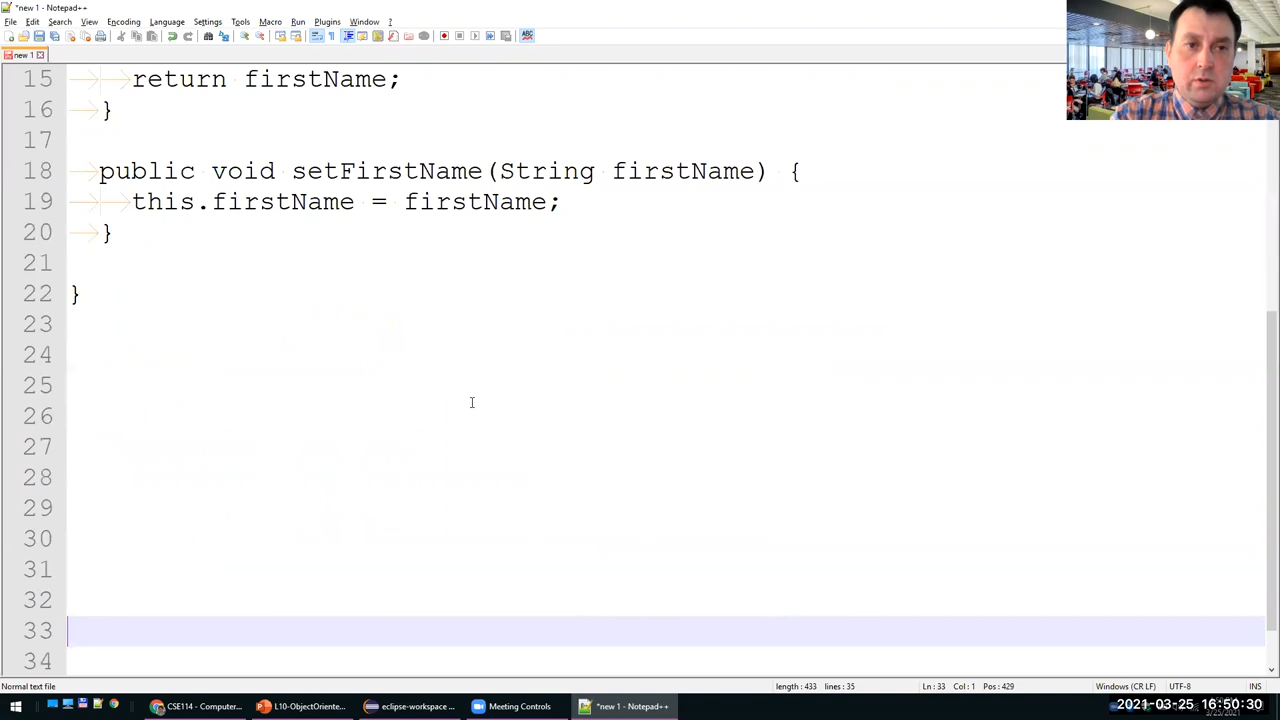 *new 1 - Notepad++
File Edit Search View Encoding Language Settings Tools Macro Run Plugins Window ?
new 1
15 return firstName;
16 }
17
18 public void setFirstName(String firstName) {
19 this.firstName = firstName;
20 }
21
22 }
23
24
25
26
27
28
29
30
31
32
33
34
Normal text file length : 433 lines : 35 Ln : 33 Col : 1 Pos : 429 Windows (CR LF) UTF-8 INS
CSE114 - Computer... L10-ObjectOriente... eclipse-workspace ... Meeting Controls *new 1 - Notepad++
2021-03-25 16:50:30